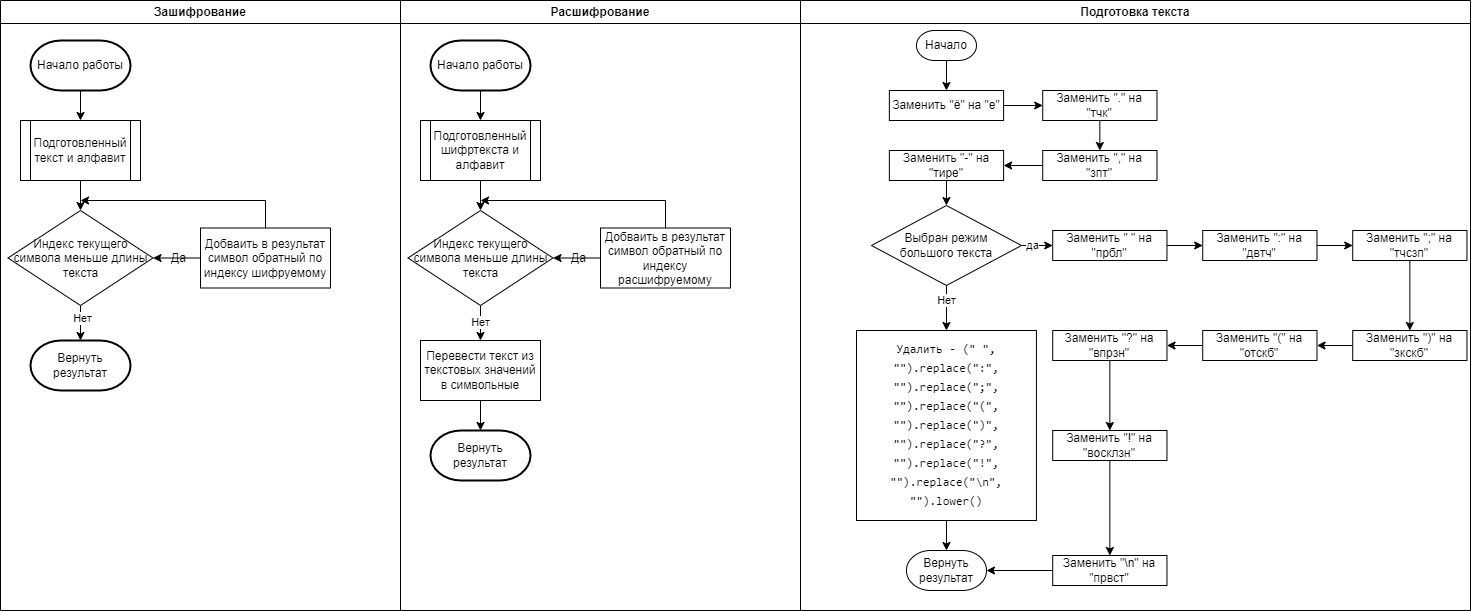 Зашифрование
Начало работы
Подготовленный
текст и алфавит
Индекс текущего
символа меньше длины
текста
Да
Добваить в результат
символ обратный по
индексу шифруемому
Нет
Вернуть
результат
Расшифрование
Начало работы
Подготовленный
шифртекста и
алфавит
Индекс текущего
символа меньше длины
текста
Да
Добваить в результат
символ обратный по
индексу
расшифруемому
Нет
Перевести текст из
текстовых значений
в символьные
Вернуть
результат
Подготовка текста
Начало
Заменить "ё" на "е"
Заменить "." на
"тчк"
Заменить "-" на
"тире"
Заменить "," на
"зпт"
Выбран режим
большого текста
да
Заменить " " на
"прбл"
Заменить ":" на
"двтч"
Заменить ";" на
"тчсзп"
Нет
Заменить "?" на
"впрзн"
Заменить "(" на
"отскб"
Заменить ")" на
"зкскб"
Удалить - (" ",
"").replace(":",
"").replace(";",
"").replace("(",
"").replace(")",
"").replace("?",
"").replace("!",
"").replace("\n",
"").lower()
Заменить "!" на
"восклзн"
Заменить "\n" на
"првст"
Вернуть
результат